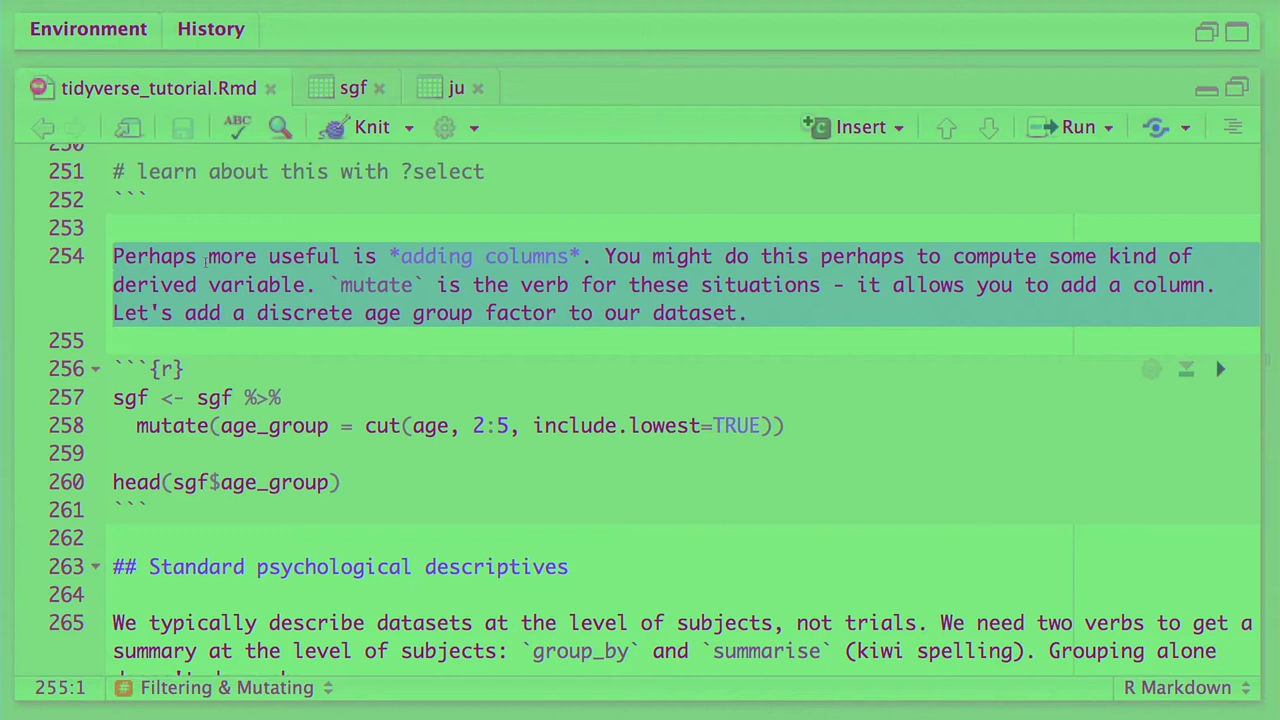 Environment History
tidyverse_tutorial.Rmd sgf ju
ABC Knit Insert Run
250
251 # learn about this with ?select
252 ```
253
254 Perhaps more useful is *adding columns*. You might do this perhaps to compute some kind of
derived variable. `mutate` is the verb for these situations - it allows you to add a column.
Let's add a discrete age group factor to our dataset.
255
256 ```{r}
257 sgf <- sgf %>%
258 mutate(age_group = cut(age, 2:5, include.lowest=TRUE))
259
260 head(sgf$age_group)
261 ```
262
263 ## Standard psychological descriptives
264
265 We typically describe datasets at the level of subjects, not trials. We need two verbs to get a
summary at the level of subjects: `group_by` and `summarise` (kiwi spelling). Grouping alone
255:1 # Filtering & Mutating R Markdown